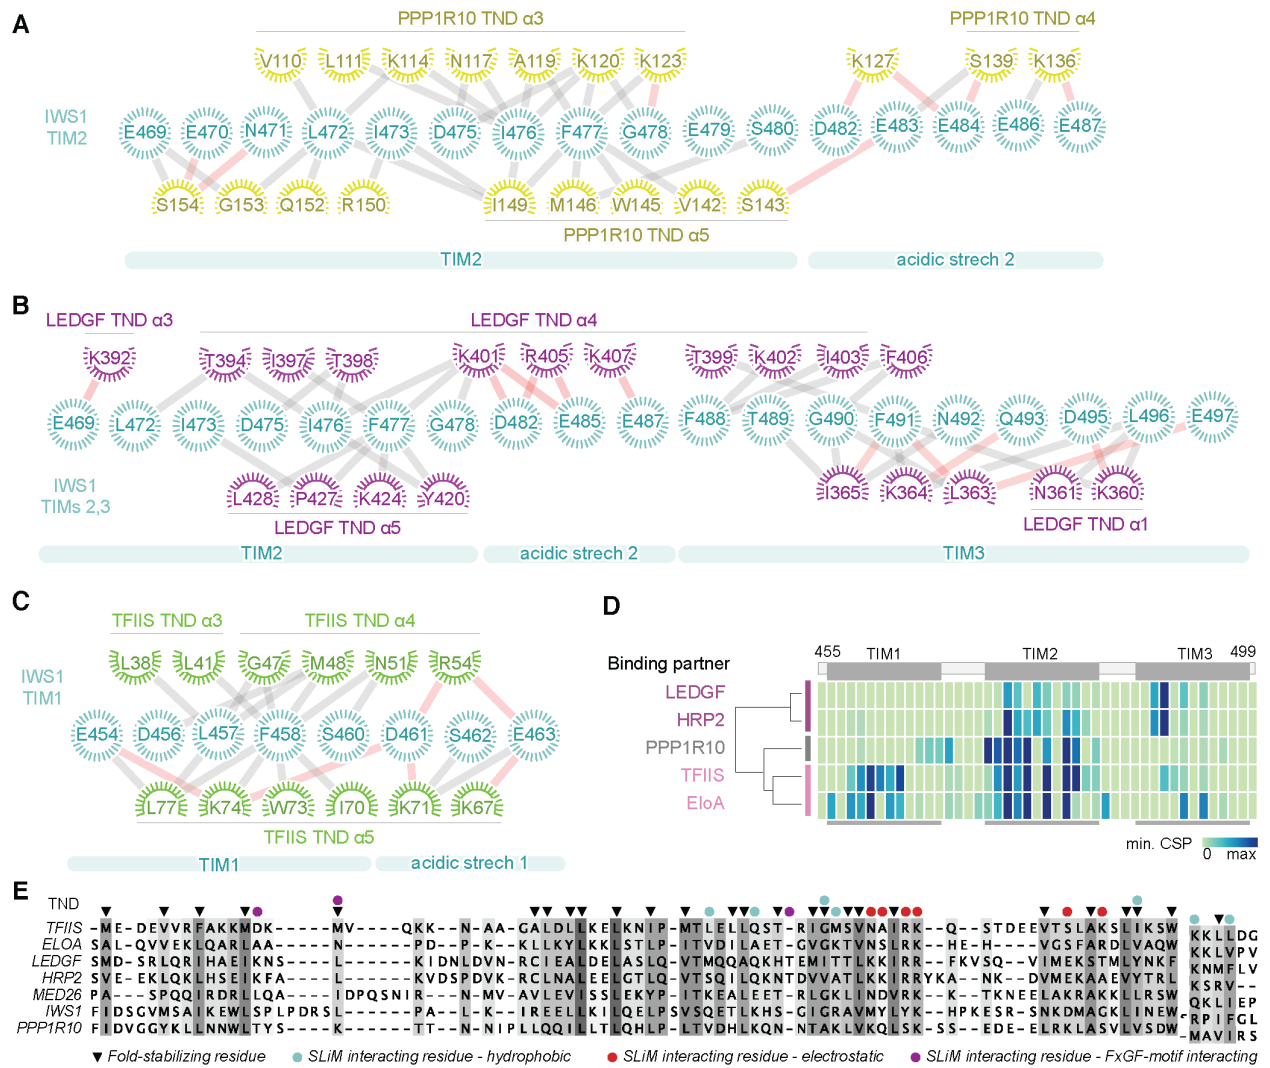 A
PPP1R10 TND α3
PPP1R10 TND α4
V110 L111 K114 N117 A119 K120 K123 K127 S139 K136
IWS1
TIM2
E469 E470 N471 L472 I473 D475 I476 F477 G478 E479 S480 D482 E483 E484 E486 E487
S154 G153 Q152 R150 I149 M146 W145 V142 S143
PPP1R10 TND α5
TIM2 acidic strech 2
B
LEDGF TND α3
LEDGF TND α4
K392 T394 I397 T398 K401 R405 K407 T399 K402 I403 F406
E469 L472 I473 D475 I476 F477 G478 D482 E485 E487 F488 T489 G490 F491 N492 Q493 D495 L496 E497
IWS1
TIMs 2,3
L428 P427 K424 Y420 I365 K364 L363 N361 K360
LEDGF TND α5
LEDGF TND α1
TIM2 acidic strech 2 TIM3
C
TFIIS TND α3 TFIIS TND α4
L38 L41 G47 M48 N51 R54
IWS1
TIM1
E454 D456 L457 F458 S460 D461 S462 E463
L77 K74 W73 I70 K71 K67
TFIIS TND α5
TIM1 acidic strech 1
D
455 TIM1 TIM2 TIM3 499
Binding partner
LEDGF
HRP2
PPP1R10
TFIIS
EloA
min. CSP
0 max
E
TND
TFIIS
ELOA
LEDGF
HRP2
MED26
IWS1
PPP1R10
Fold-stabilizing residue SLiM interacting residue - hydrophobic SLiM interacting residue - electrostatic SLiM interacting residue - FxGF-motif interacting